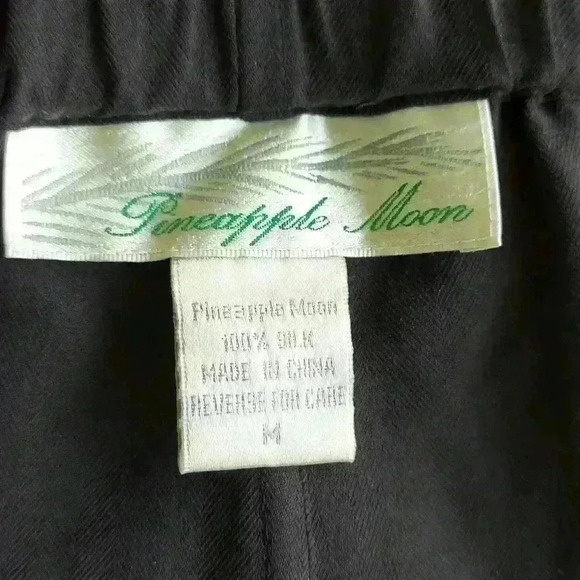 Pineapple Moon
Pineapple Moon
100% SILK
MADE IN CHINA
REVERSE FOR CARE
M